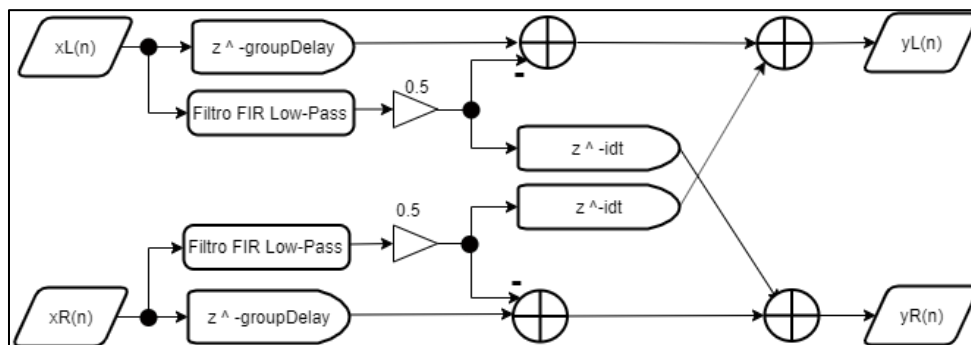 xL(n)
z ^ -groupDelay
yL(n)
-
0.5
Filtro FIR Low-Pass
z ^ -idt
z ^-idt
0.5
Filtro FIR Low-Pass
-
xR(n)
z ^ -groupDelay
yR(n)